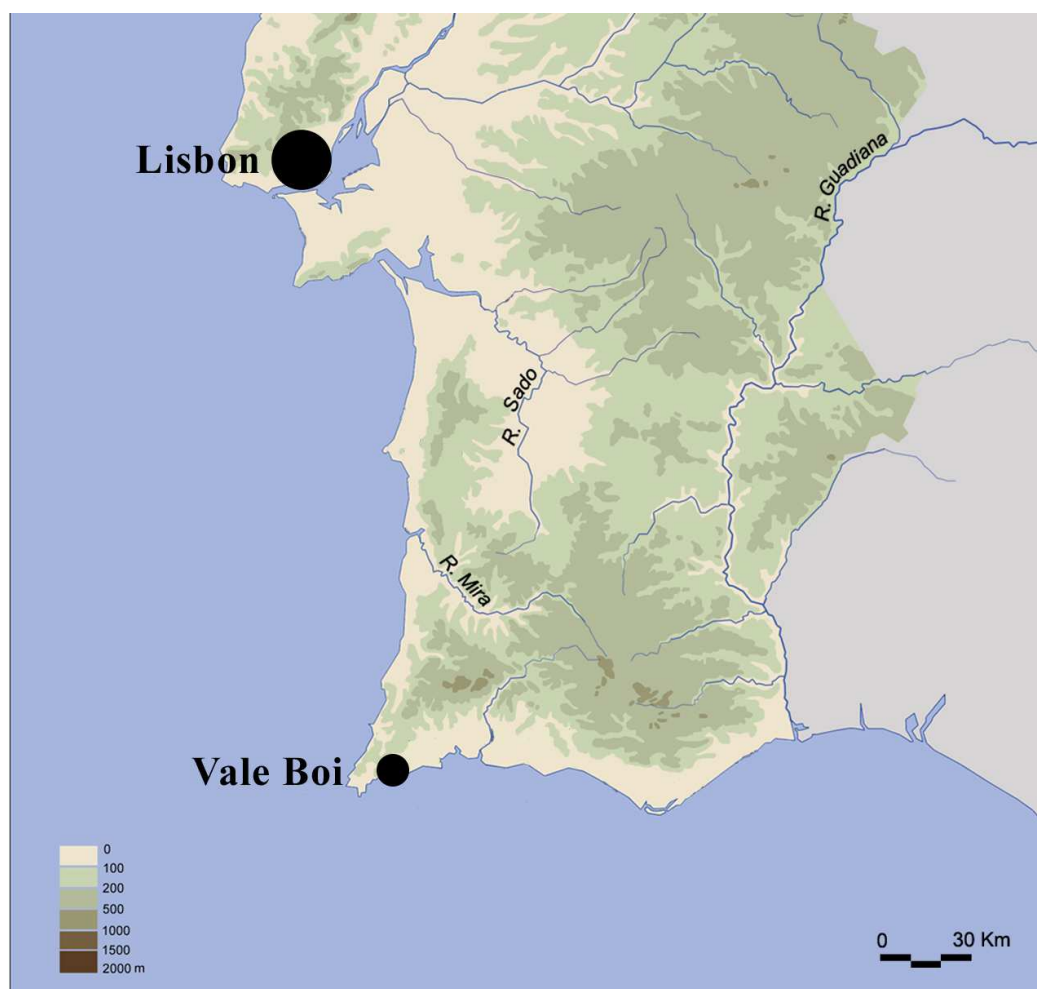 Lisbon
R. Guadiana
R. Sado
R. Mira
Vale Boi
0
100
200
500
1000
1500
2000 m
0 30 Km